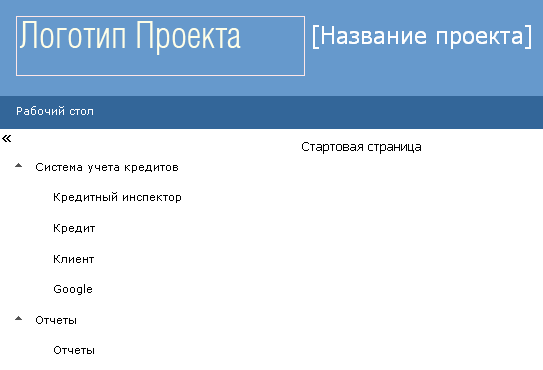 Логотип Проекта
[Название проекта]
Рабочий стол
«
Стартовая страница
Система учета кредитов
Кредитный инспектор
Кредит
Клиент
Google
Отчеты
Отчеты